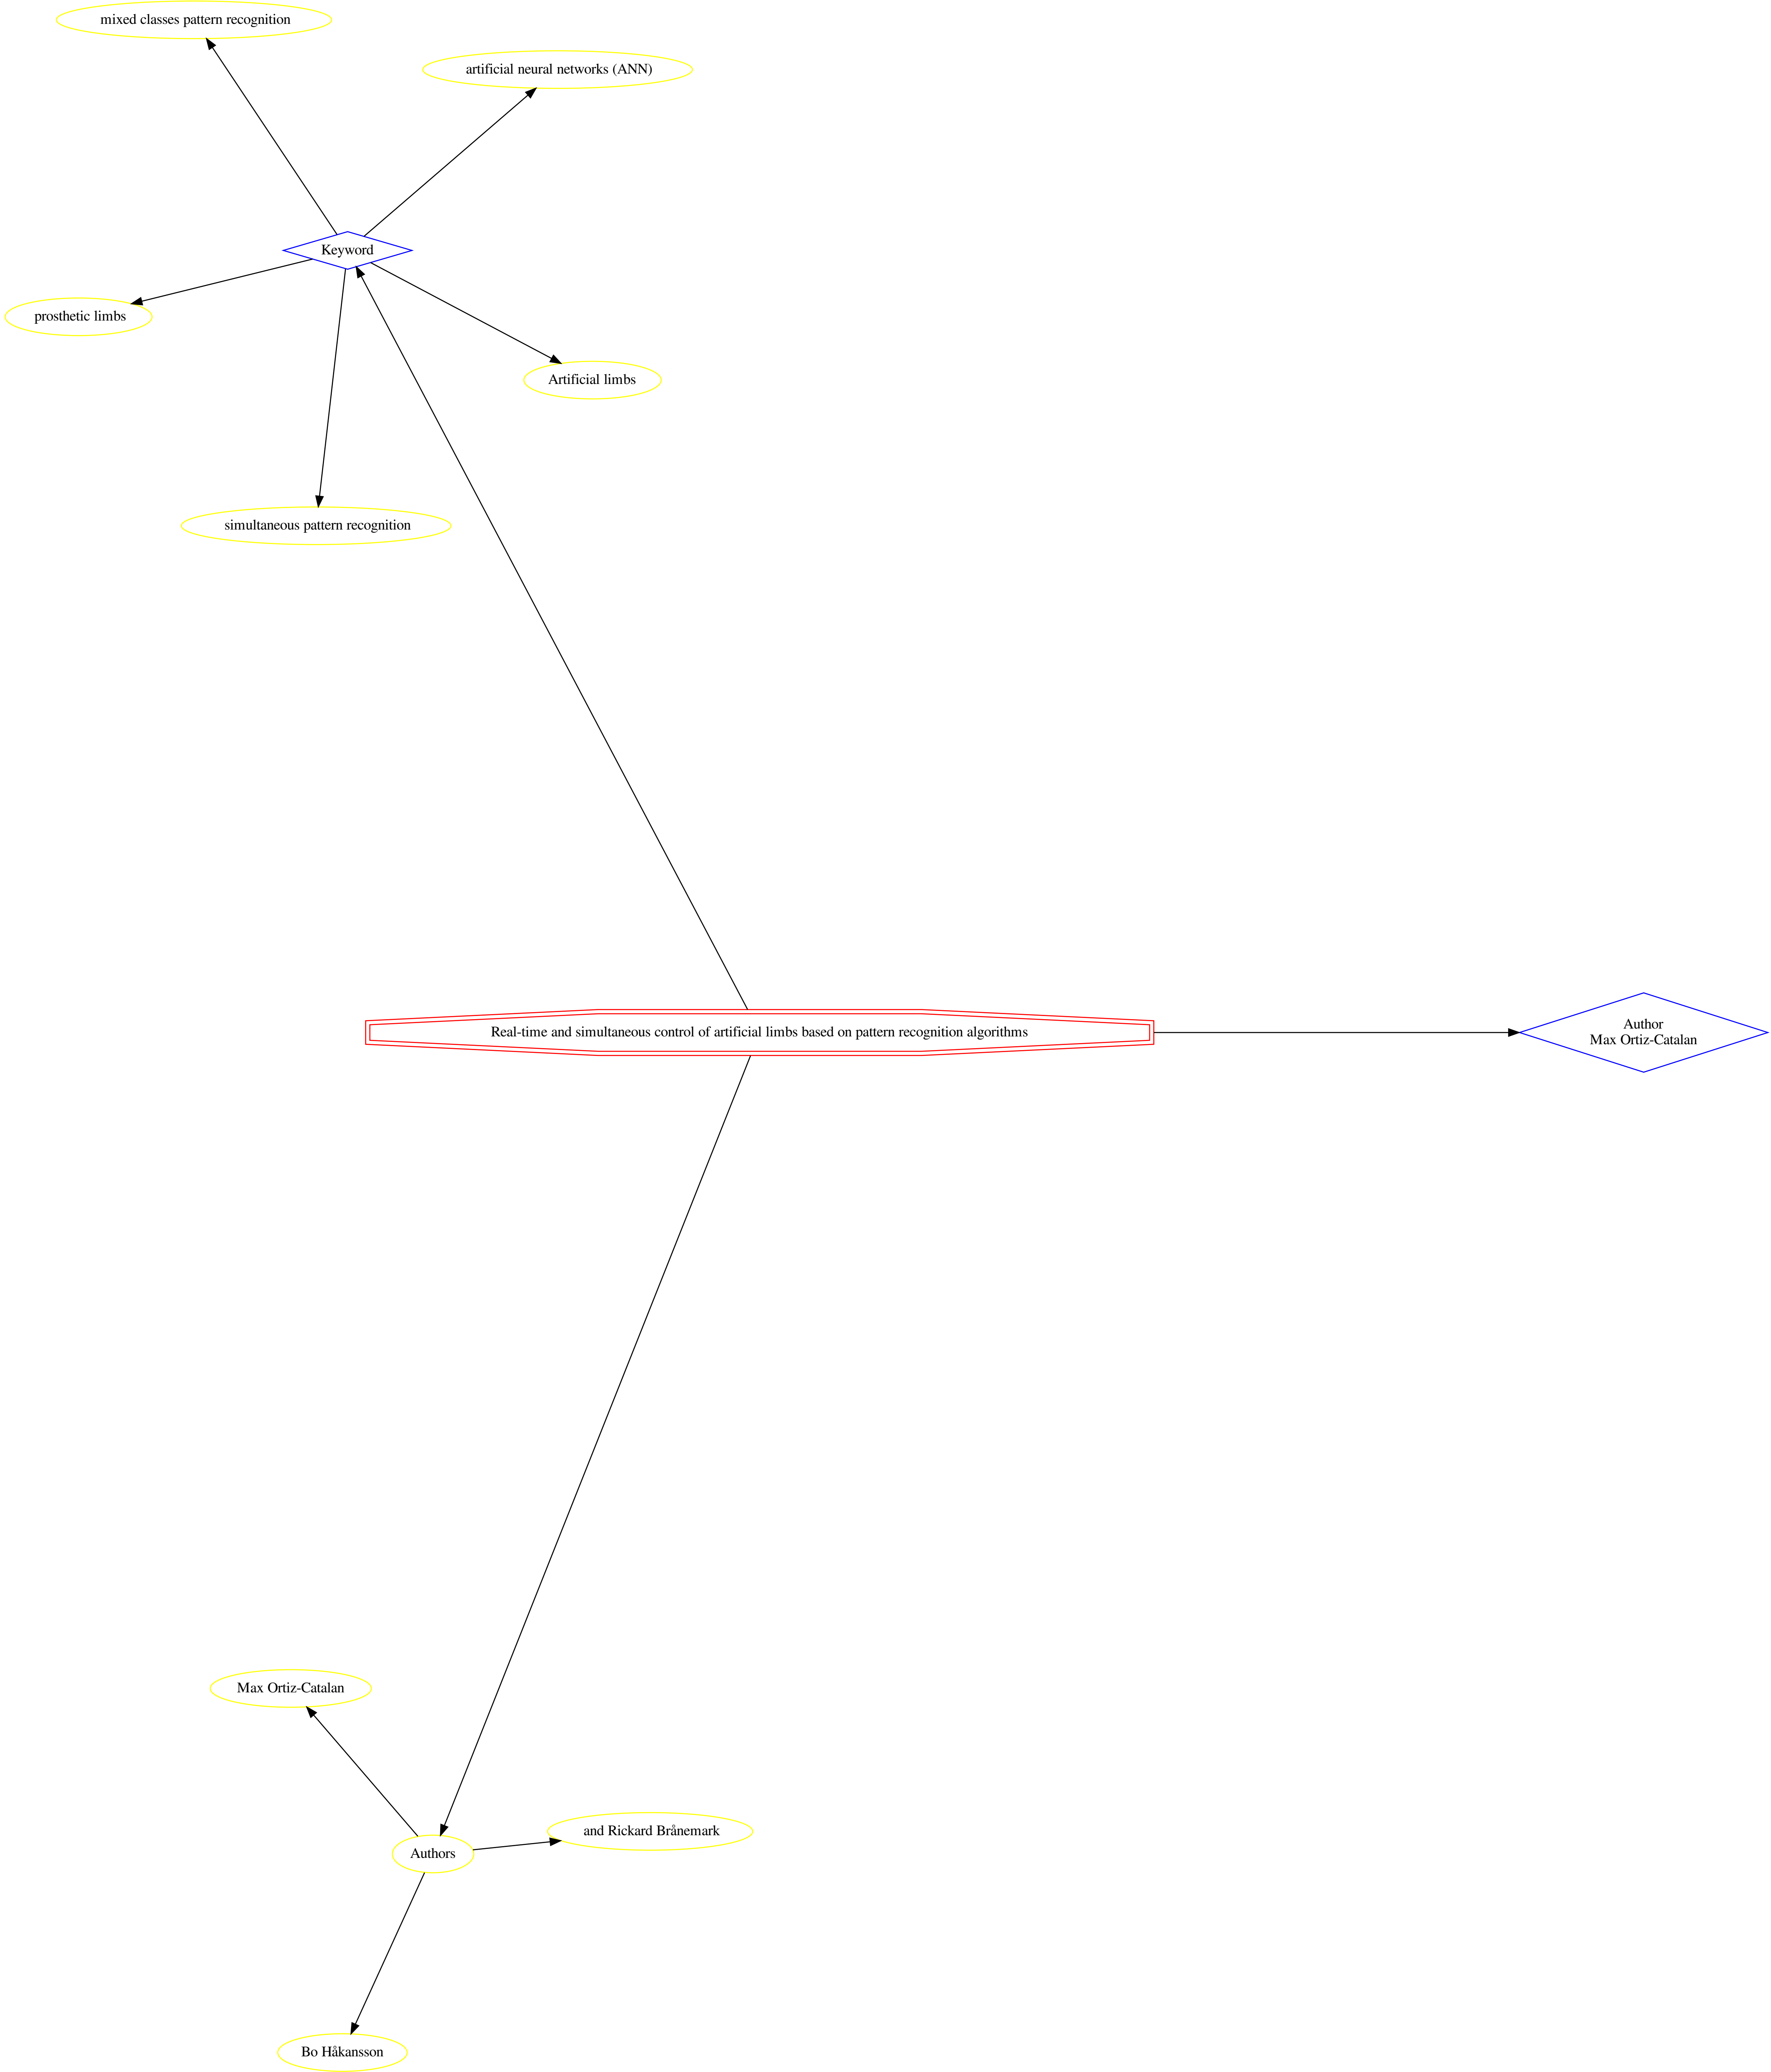 mixed classes pattern recognition
artificial neural networks (ANN)
Keyword
prosthetic limbs
Artificial limbs
simultaneous pattern recognition
Real-time and simultaneous control of artificial limbs based on pattern recognition algorithms
Author
Max Ortiz-Catalan
Max Ortiz-Catalan
and Rickard Brånemark
Authors
Bo Håkansson